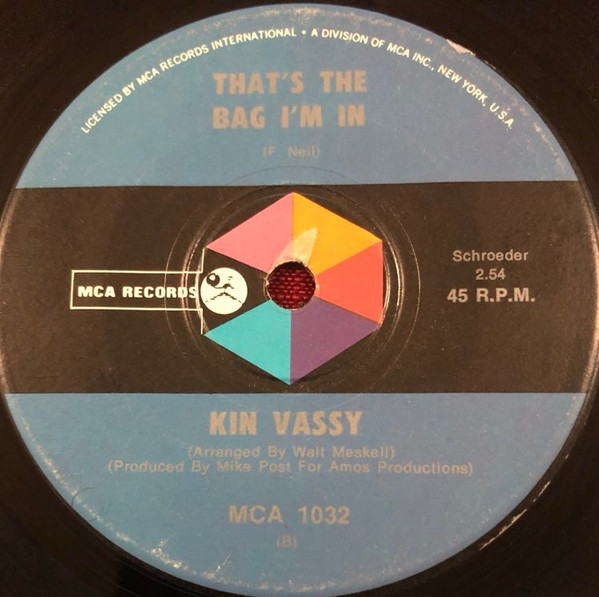 LICENSED BY MCA RECORDS INTERNATIONAL • A DIVISION OF MCA INC., NEW YORK, U.S.A.
THAT'S THE
BAG I'M IN
(F. Neil)
MCA RECORDS
Schroeder
2.54
45 R.P.M.
KIN VASSY
(Arranged By Walt Meskell)
(Produced By Mike Post For Amos Productions)
MCA 1032
(B)